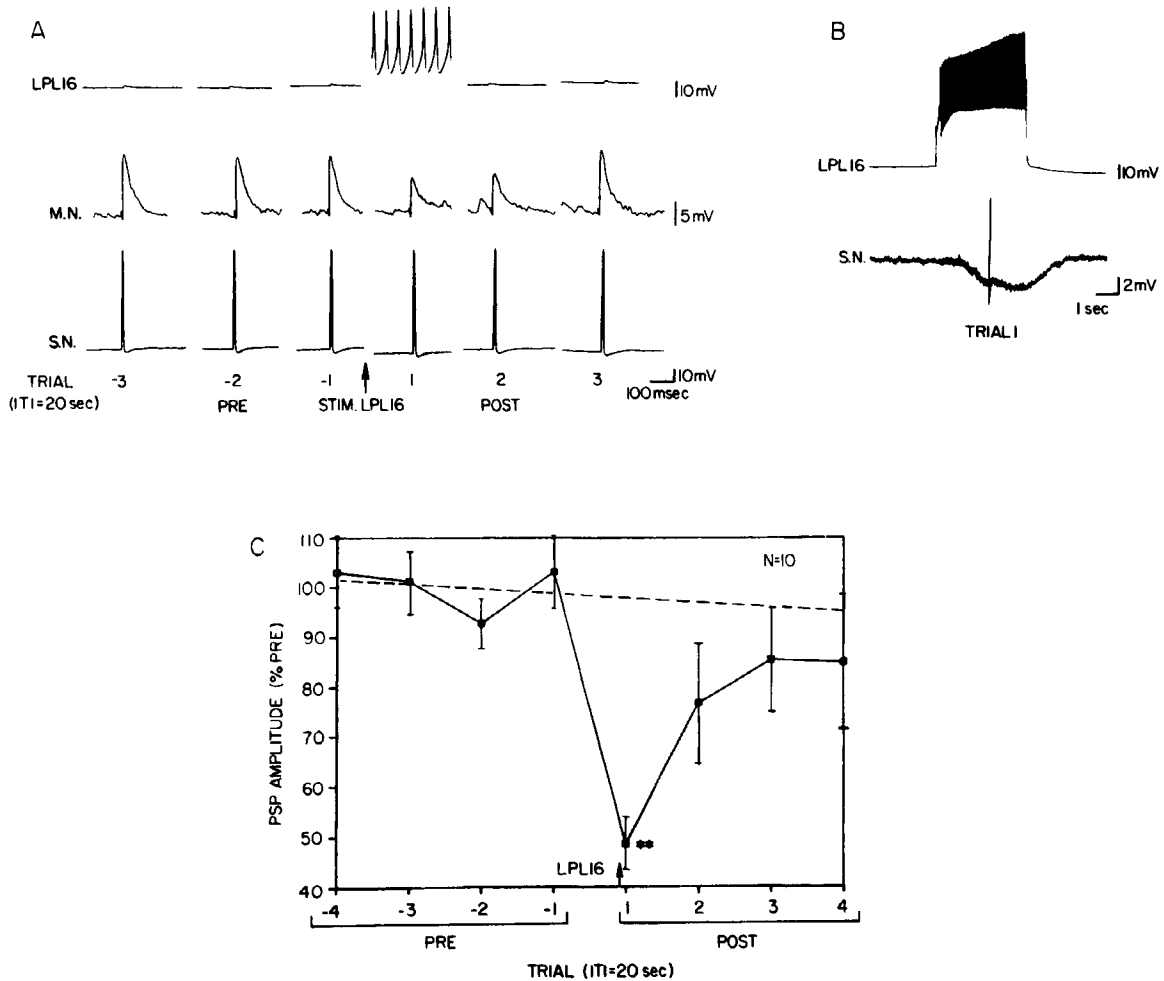 A
LPL16
10mV
M.N.
5mV
S.N.
10mV
100msec
TRIAL -3 -2 -1 1 2 3
(ITI=20 sec) PRE STIM. LPL16 POST
B
LPL16
10mV
S.N.
2mV
1 sec
TRIAL 1
C
N=10
PSP AMPLITUDE (% PRE)
110
100
90
80
70
60
50
40
**
LPL16
-4 -3 -2 -1 1 2 3 4
PRE POST
TRIAL (ITI=20 sec)